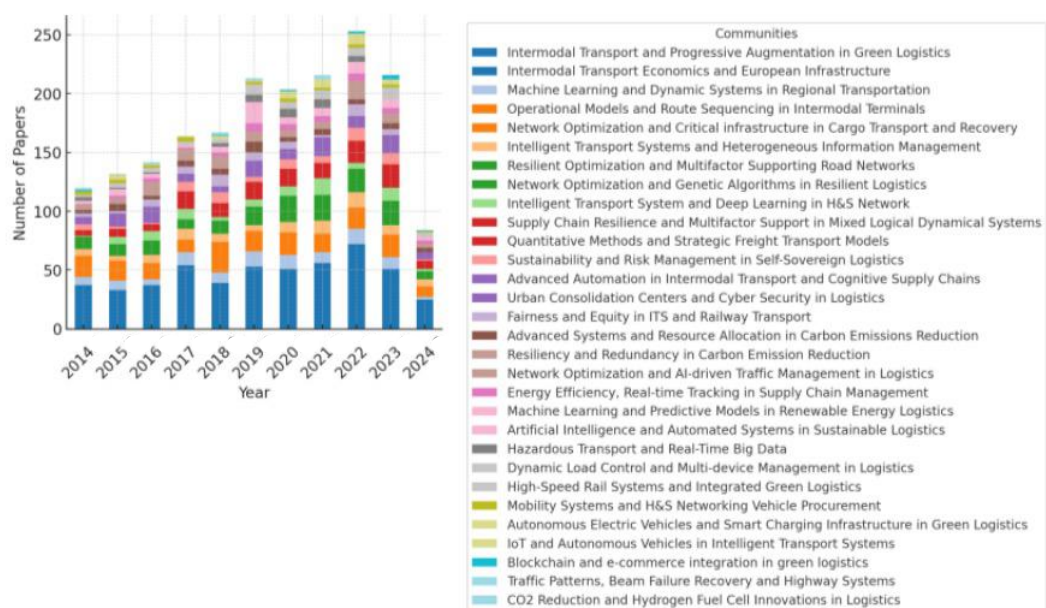 250
200
150
100
50
0
Number of Papers
2014
2015
2016
2017
2018
2019
2020
2021
2022
2023
2024
Year
Communities
Intermodal Transport and Progressive Augmentation in Green Logistics
Intermodal Transport Economics and European Infrastructure
Machine Learning and Dynamic Systems in Regional Transportation
Operational Models and Route Sequencing in Intermodal Terminals
Network Optimization and Critical infrastructure in Cargo Transport and Recovery
Intelligent Transport Systems and Heterogeneous Information Management
Resilient Optimization and Multifactor Supporting Road Networks
Network Optimization and Genetic Algorithms in Resilient Logistics
Intelligent Transport System and Deep Learning in H&S Network
Supply Chain Resilience and Multifactor Support in Mixed Logical Dynamical Systems
Quantitative Methods and Strategic Freight Transport Models
Sustainability and Risk Management in Self-Sovereign Logistics
Advanced Automation in Intermodal Transport and Cognitive Supply Chains
Urban Consolidation Centers and Cyber Security in Logistics
Fairness and Equity in ITS and Railway Transport
Advanced Systems and Resource Allocation in Carbon Emissions Reduction
Resiliency and Redundancy in Carbon Emission Reduction
Network Optimization and AI-driven Traffic Management in Logistics
Energy Efficiency, Real-time Tracking in Supply Chain Management
Machine Learning and Predictive Models in Renewable Energy Logistics
Artificial Intelligence and Automated Systems in Sustainable Logistics
Hazardous Transport and Real-Time Big Data
Dynamic Load Control and Multi-device Management in Logistics
High-Speed Rail Systems and Integrated Green Logistics
Mobility Systems and H&S Networking Vehicle Procurement
Autonomous Electric Vehicles and Smart Charging Infrastructure in Green Logistics
IoT and Autonomous Vehicles in Intelligent Transport Systems
Blockchain and e-commerce integration in green logistics
Traffic Patterns, Beam Failure Recovery and Highway Systems
CO2 Reduction and Hydrogen Fuel Cell Innovations in Logistics